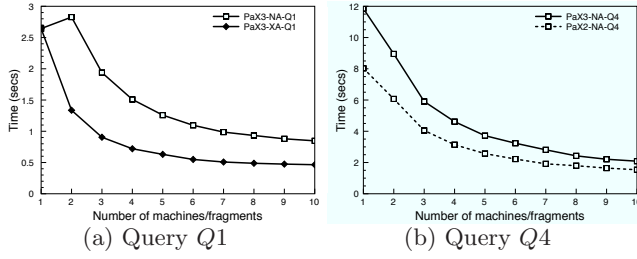 3
2.5
2
1.5
1
0.5
0
Time (secs)
PaX3-NA-Q1
PaX3-XA-Q1
1 2 3 4 5 6 7 8 9 10
Number of machines/fragments
(a) Query Q1
12
10
8
6
4
2
0
Time (secs)
PaX3-NA-Q4
PaX2-NA-Q4
1 2 3 4 5 6 7 8 9 10
Number of machines/fragments
(b) Query Q4